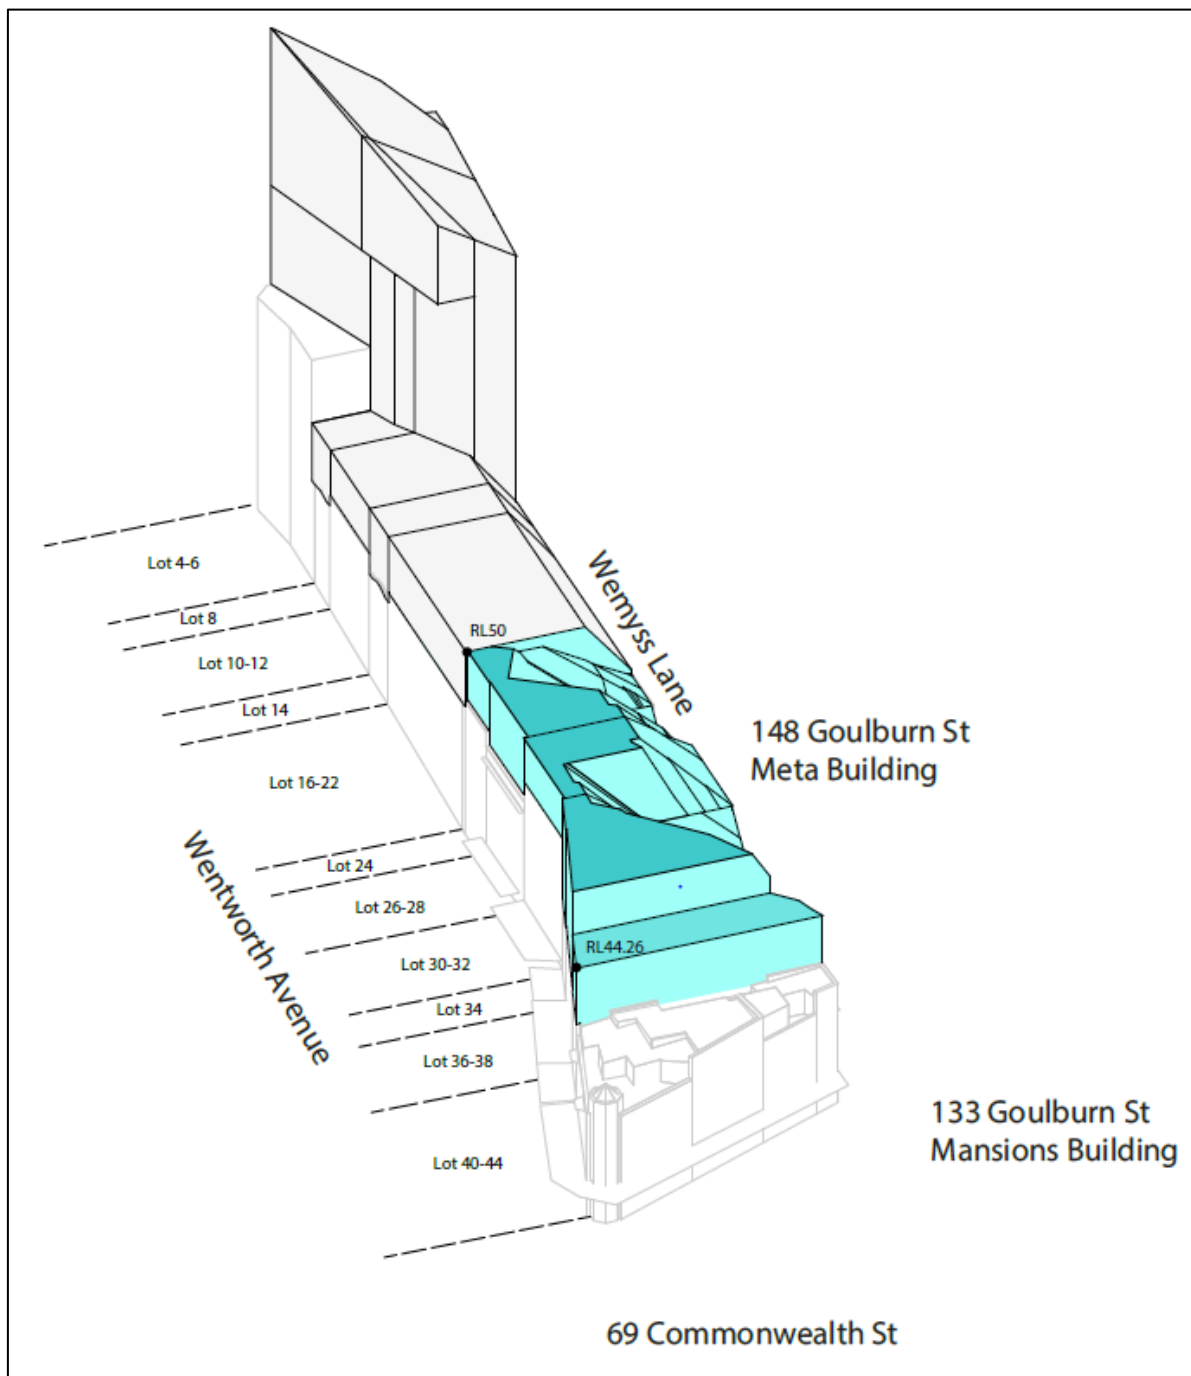 Lot 4-6
Lot 8
Lot 10-12
Lot 14
Lot 16-22
Lot 24
Lot 26-28
Lot 30-32
Lot 34
Lot 36-38
Lot 40-44
Wentworth Avenue
RL50
Wemyss Lane
RL44.26
148 Goulburn St
Meta Building
133 Goulburn St
Mansions Building
69 Commonwealth St